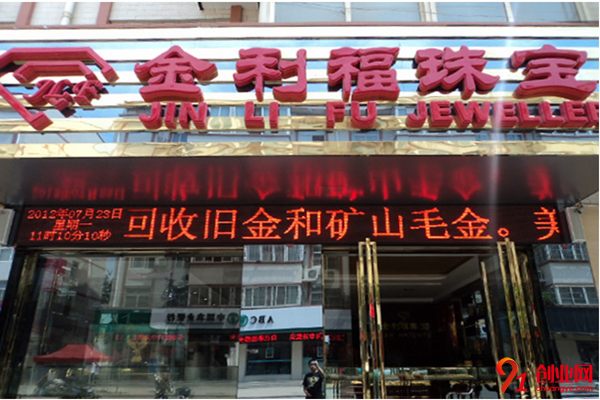 金利福珠宝
JIN LI FU JEWELLER
2012年07月23日
星期一
11时10分10秒
可收旧金和矿山毛金。美
ABC
91创业网